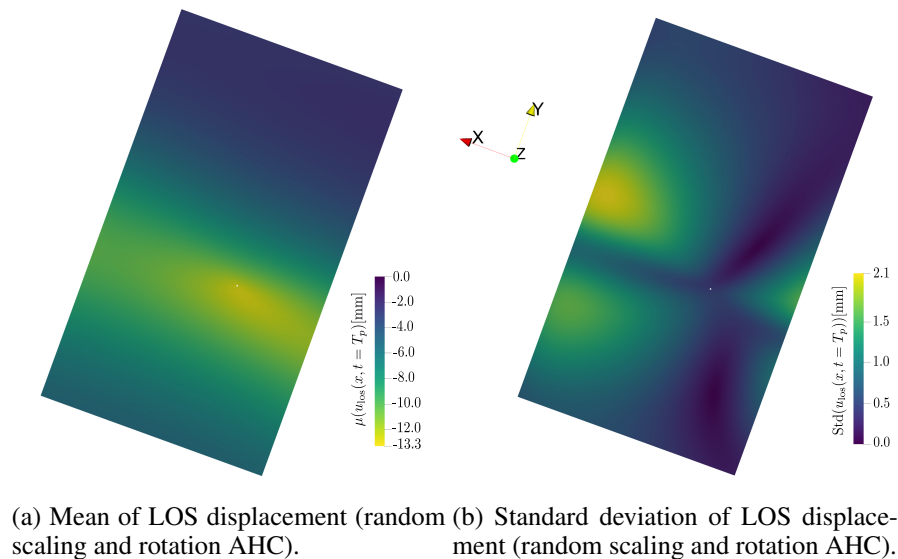 Y
X
Z
0.0
-2.0
-4.0
-6.0
-8.0
-10.0
-12.0
-13.3
μ(u_los(x, t = T_p)[mm]
2.1
1.5
1.0
0.5
0.0
Std(u_los(x, t = T_p))[mm]
(a) Mean of LOS displacement (random
scaling and rotation AHC).
(b) Standard deviation of LOS displace-
ment (random scaling and rotation AHC).